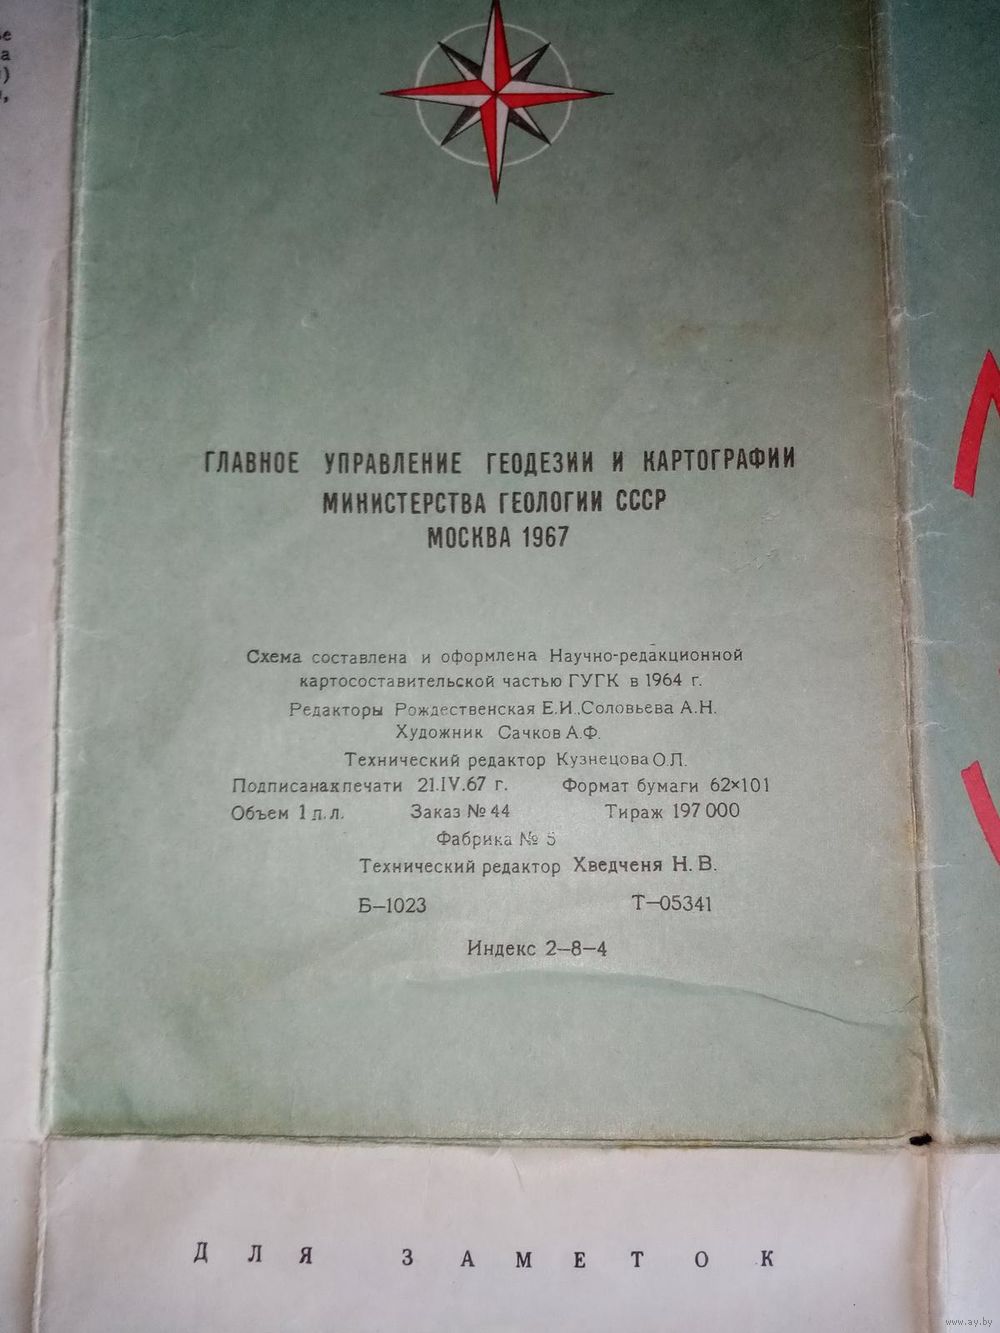 ГЛАВНОЕ УПРАВЛЕНИЕ ГЕОДЕЗИИ И КАРТОГРАФИИ
МИНИСТЕРСТВА ГЕОЛОГИИ СССР
МОСКВА 1967
Схема составлена и оформлена Научно-редакционной
картосоставительской частью ГУГК в 1964 г.
Редакторы Рождественская Е.И.,Соловьева А.Н.
Художник Сачков А.Ф.
Технический редактор Кузнецова О.Л.
Подписана к печати 21.IV.67 г. Формат бумаги 62×101
Объем 1 п.л. Заказ № 44 Тираж 197 000
Фабрика № 5
Технический редактор Хведченя Н. В.
Б—1023 Т—05341
Индекс 2—8—4
ДЛЯ ЗАМЕТОК
www.ay.by